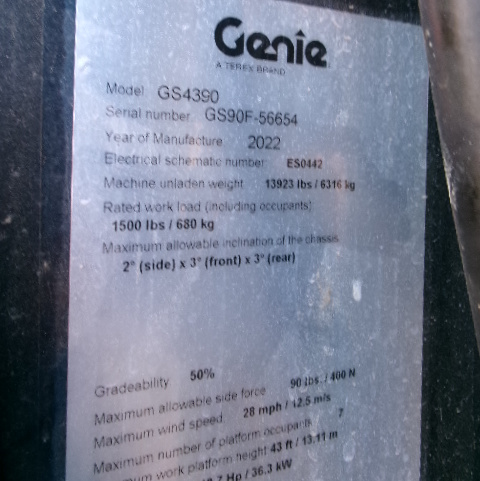 Genie
A TEREX BRAND
Model GS4390
Serial number GS90F-56654
Year of Manufacture 2022
Electrical schematic number ES0442
Machine unladen weight 13923 lbs / 6316 kg
Rated work load (including occupants)
1500 lbs / 680 kg
Maximum allowable inclination of the chassis
2° (side) x 3° (front) x 3° (rear)
Gradeability 50%
Maximum allowable side force 90 lbs. / 400 N
Maximum wind speed 28 mph / 12.5 m/s
Maximum number of platform occupants 7
work platform height 43 ft / 13.11 m
Hp / 36.3 kW